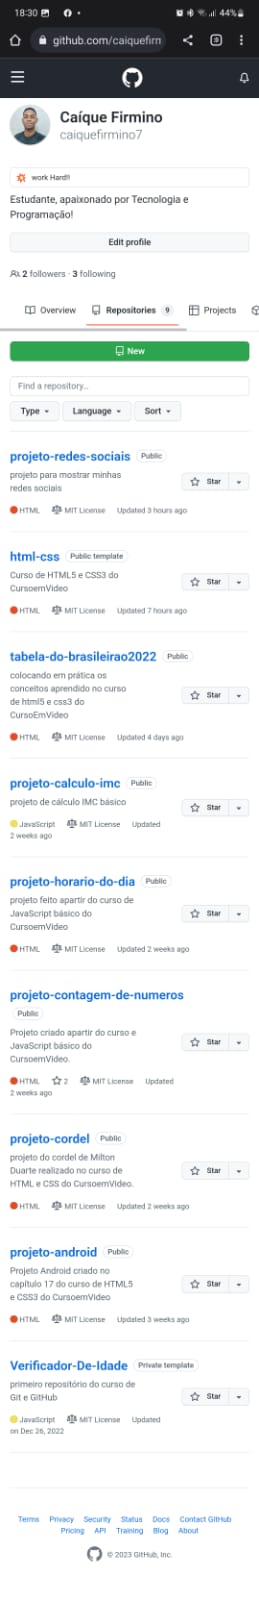 18:30 44%
github.com/caiquefirm
Caíque Firmino
caiquefirmino7
work Hard!!
Estudante, apaixonado por Tecnologia e
Programação!
Edit profile
2 followers · 3 following
Overview Repositories 9 Projects
New
Find a repository...
Type Language Sort
projeto-redes-sociais Public
projeto para mostrar minhas
redes sociais
Star
HTML MIT License Updated 3 hours ago
html-css Public template
Curso de HTML5 e CSS3 do
CursoemVideo
Star
HTML MIT License Updated 7 hours ago
tabela-do-brasileirao2022 Public
colocando em prática os
conceitos aprendido no curso
de html5 e css3 do
CursoEmVideo
Star
HTML MIT License Updated 4 days ago
projeto-calculo-imc Public
projeto de cálculo IMC básico
Star
JavaScript MIT License Updated
2 weeks ago
projeto-horario-do-dia Public
projeto feito apartir do curso de
JavaScript básico do
CursoemVideo
Star
HTML MIT License Updated 2 weeks ago
projeto-contagem-de-numeros
Public
Projeto criado apartir do curso e
JavaScript básico do
CursoemVideo.
Star
HTML 2 MIT License Updated
2 weeks ago
projeto-cordel Public
projeto do cordel de Milton
Duarte realizado no curso de
HTML e CSS do CursoemVideo.
Star
HTML MIT License Updated 2 weeks ago
projeto-android Public
Projeto Android criado no
capítulo 17 do curso de HTML5
e CSS3 do CursoemVideo
Star
HTML MIT License Updated 3 weeks ago
Verificador-De-Idade Private template
primeiro repositório do curso de
Git e GitHub
Star
JavaScript MIT License Updated
on Dec 26, 2022
Terms Privacy Security Status Docs Contact GitHub
Pricing API Training Blog About
© 2023 GitHub, Inc.